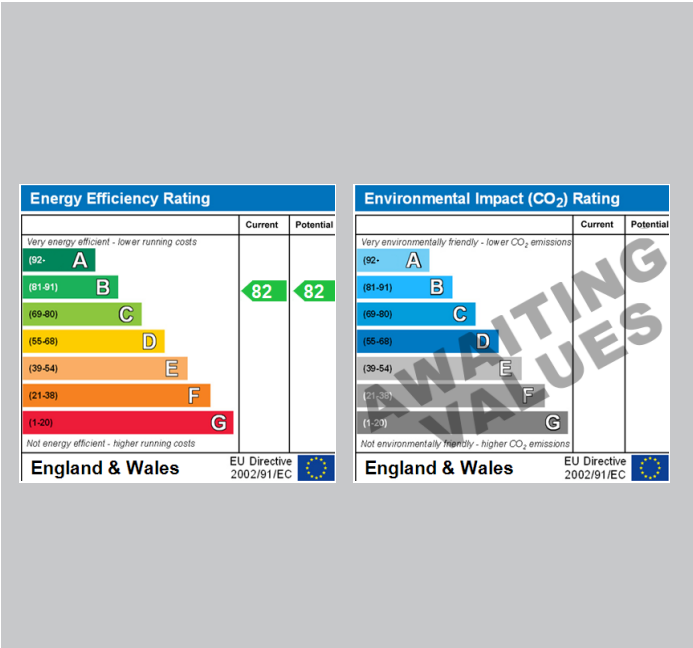 Energy Efficiency Rating
Current Potential
Very energy efficient - lower running costs
(92- A
(81-91) B
82 82
(69-80) C
(55-68) D
(39-54) E
(21-38) F
(1-20) G
Not energy efficient - higher running costs
England & Wales
EU Directive
2002/91/EC
Environmental Impact (CO2) Rating
Current Potential
Very environmentally friendly - lower CO2 emissions
(92- A
(81-91) B
(69-80) C
(55-68) D
(39-54) E
(21-38) F
(1-20) G
Not environmentally friendly - higher CO2 emissions
AWAITING
VALUES
England & Wales
EU Directive
2002/91/EC